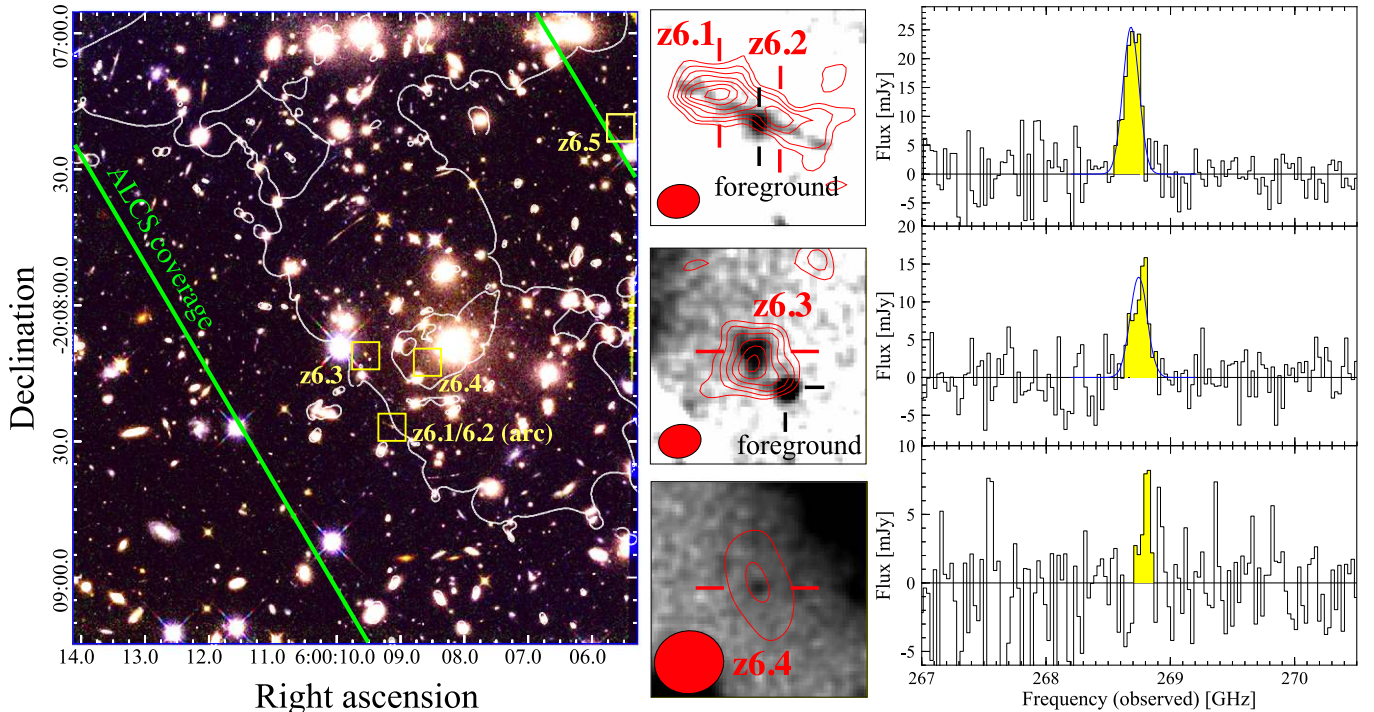 07:00.0
30.0
-20:08:00.0
30.0
09:00.0
Declination
14.0 13.0 12.0 11.0 6:00:10.0 09.0 08.0 07.0 06.0
Right ascension
ALCS coverage
z6.5
z6.3
z6.4
z6.1/6.2 (arc)
z6.1
z6.2
foreground
z6.3
foreground
z6.4
25
20
15
10
5
0
-5
Flux [mJy]
20
15
10
5
0
-5
Flux [mJy]
10
5
0
-5
Flux [mJy]
267 268 269 270
Frequency (observed) [GHz]